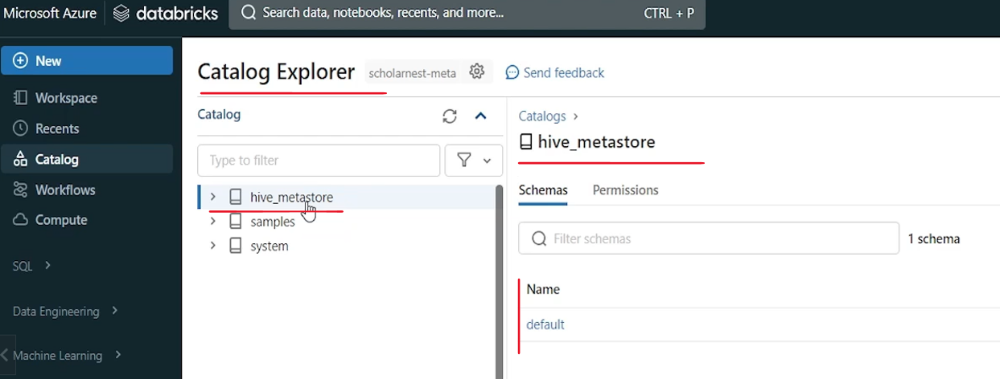 Microsoft Azure databricks Search data, notebooks, recents, and more... CTRL + P
New
Workspace
Recents
Catalog
Workflows
Compute
SQL
Data Engineering
Machine Learning
Catalog Explorer scholarnest-meta Send feedback
Catalog
Type to filter
hive_metastore
samples
system
Catalogs >
hive_metastore
Schemas Permissions
Filter schemas 1 schema
Name
default